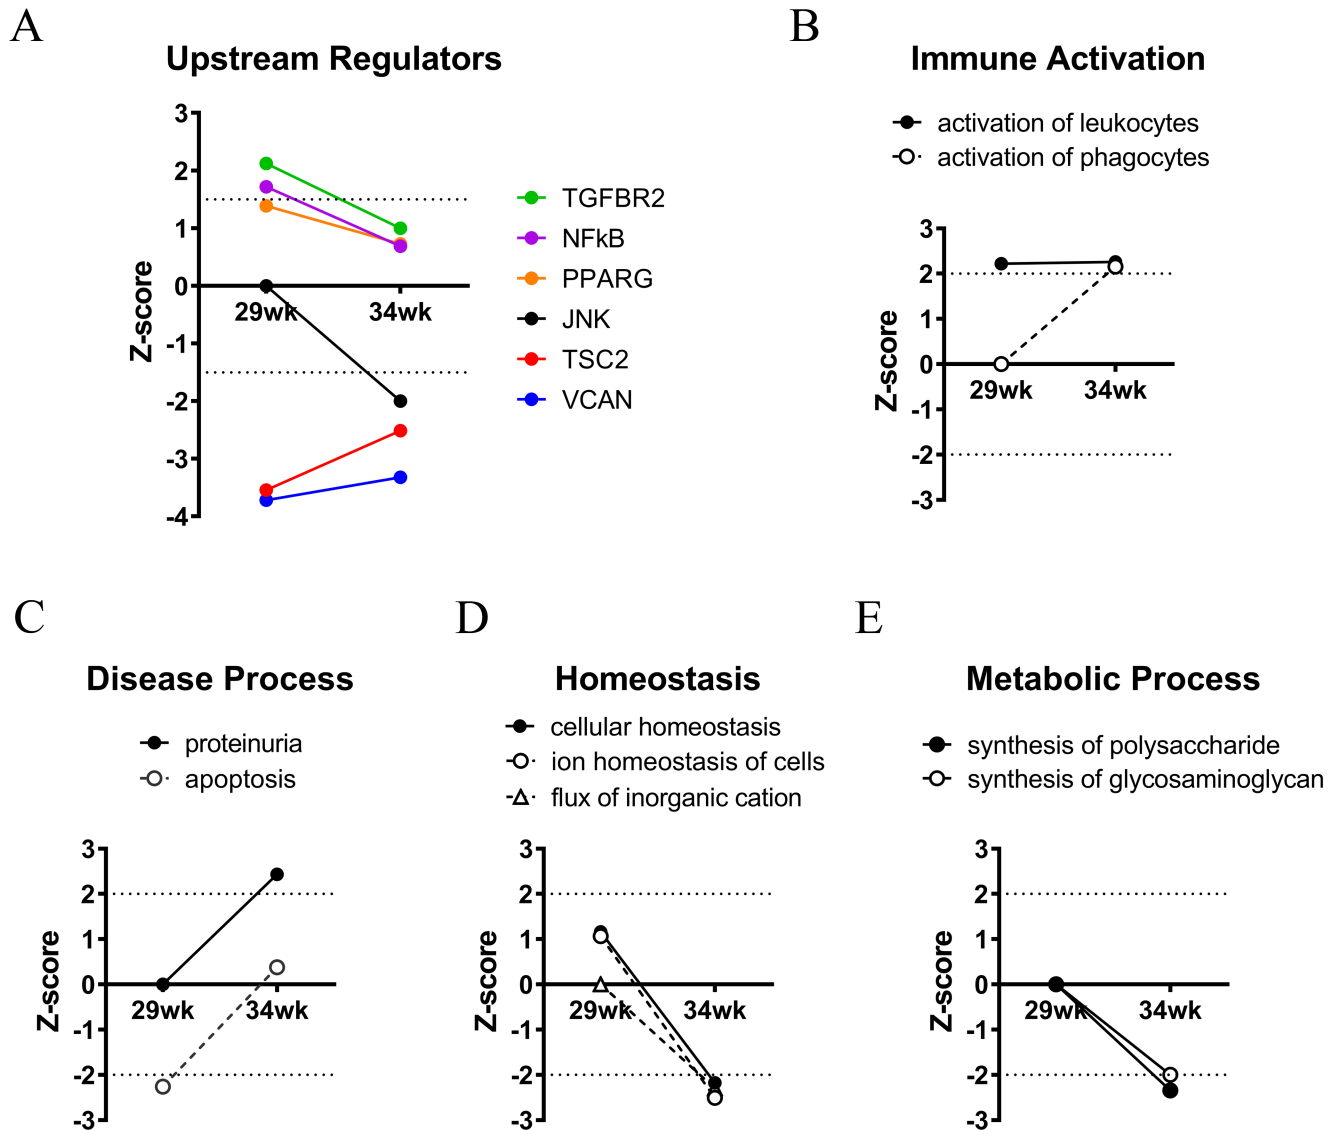 A
Upstream Regulators
3
2
1
0
-1
-2
-3
-4
Z-score
29wk
34wk
TGFBR2
NFkB
PPARG
JNK
TSC2
VCAN
B
Immune Activation
activation of leukocytes
activation of phagocytes
3
2
1
0
-1
-2
-3
Z-score
29wk
34wk
C
Disease Process
proteinuria
apoptosis
3
2
1
0
-1
-2
-3
Z-score
29wk
34wk
D
Homeostasis
cellular homeostasis
ion homeostasis of cells
flux of inorganic cation
3
2
1
0
-1
-2
-3
Z-score
29wk
34wk
E
Metabolic Process
synthesis of polysaccharide
synthesis of glycosaminoglycan
3
2
1
0
-1
-2
-3
Z-score
29wk
34wk